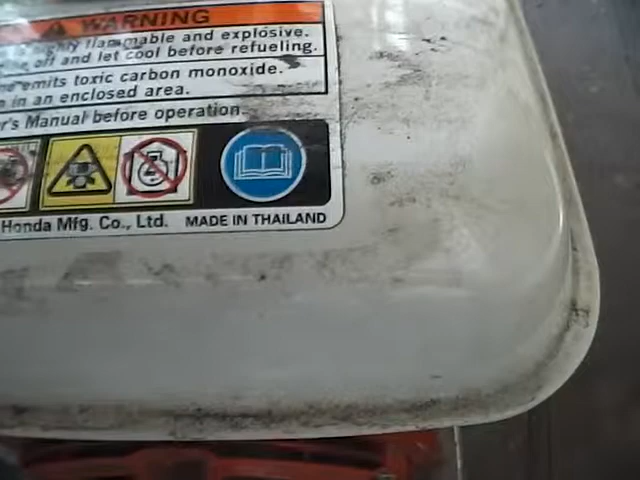 WARNING
highly flammable and explosive.
off and let cool before refueling.
emits toxic carbon monoxide.
in an enclosed area.
Manual before operation
Honda Mfg. Co., Ltd. MADE IN THAILAND